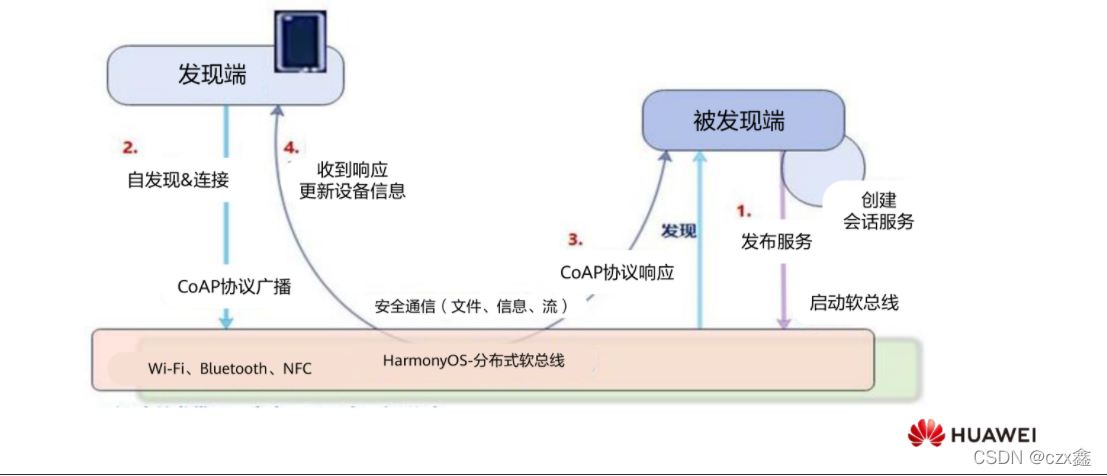 发现端
被发现端
2.
自发现&连接
4.
收到响应
更新设备信息
创建
会话服务
1.
发布服务
发现
3.
CoAP协议响应
CoAP协议广播
安全通信（文件、信息、流）
启动软总线
HarmonyOS-分布式软总线
Wi-Fi、Bluetooth、NFC
HUAWEI
CSDN @czx鑫